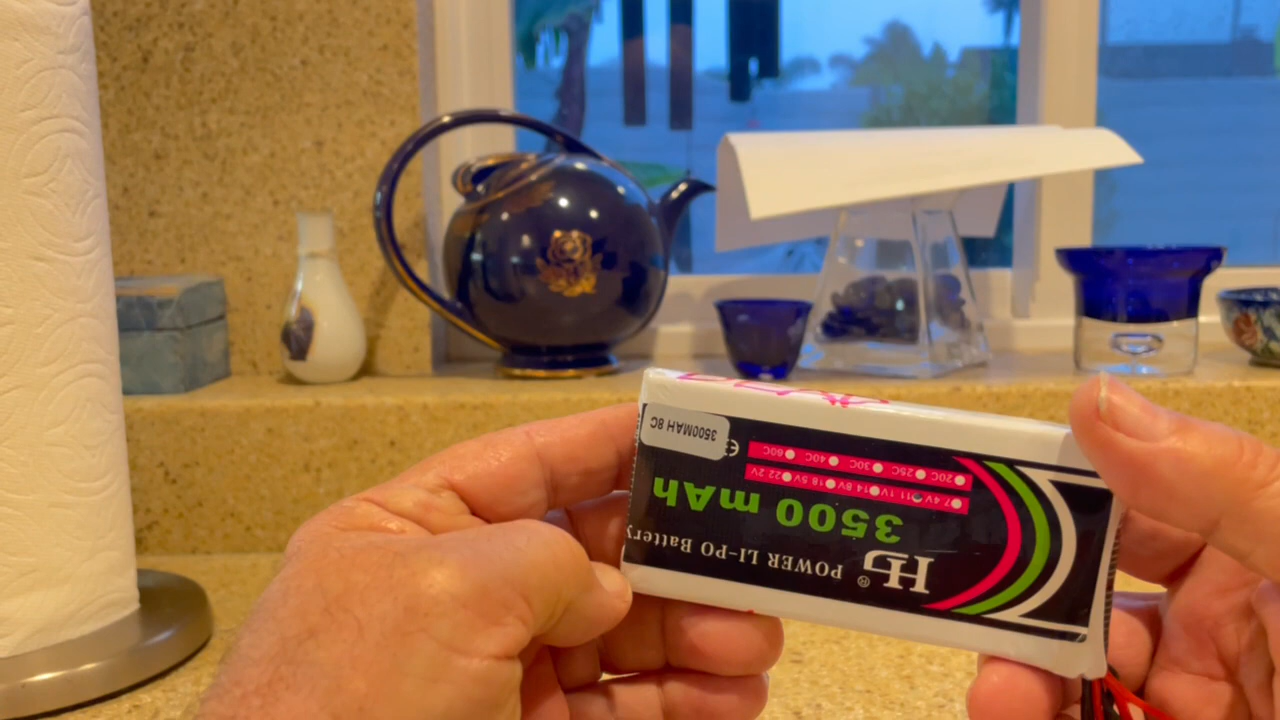 HJ®
POWER LI-PO Battery
3500 mAh
7.4V 11.1V 14.8V 18.5V 22.2V
20C 25C 30C 40C 60C
3500MAH 8C